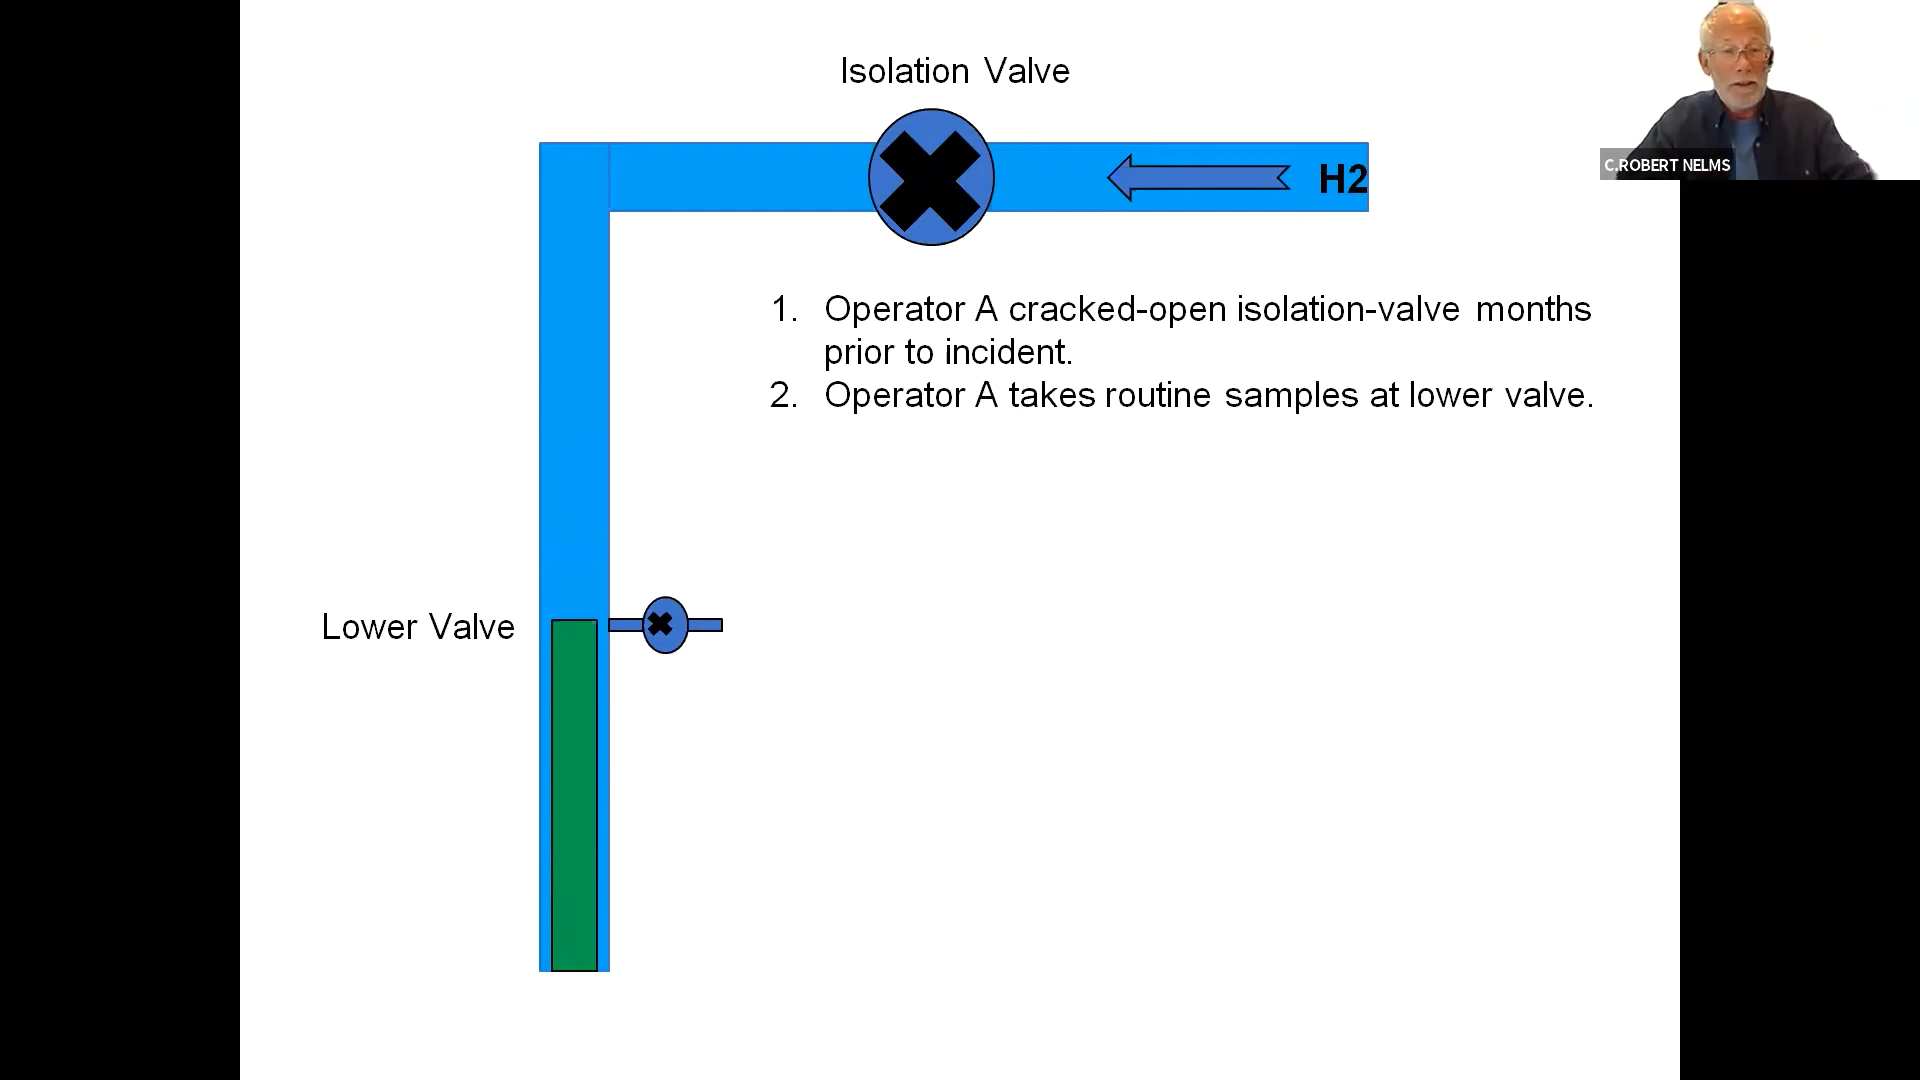 Isolation Valve
C.ROBERT NELMS
H2
1. Operator A cracked-open isolation-valve months
prior to incident.
2. Operator A takes routine samples at lower valve.
Lower Valve